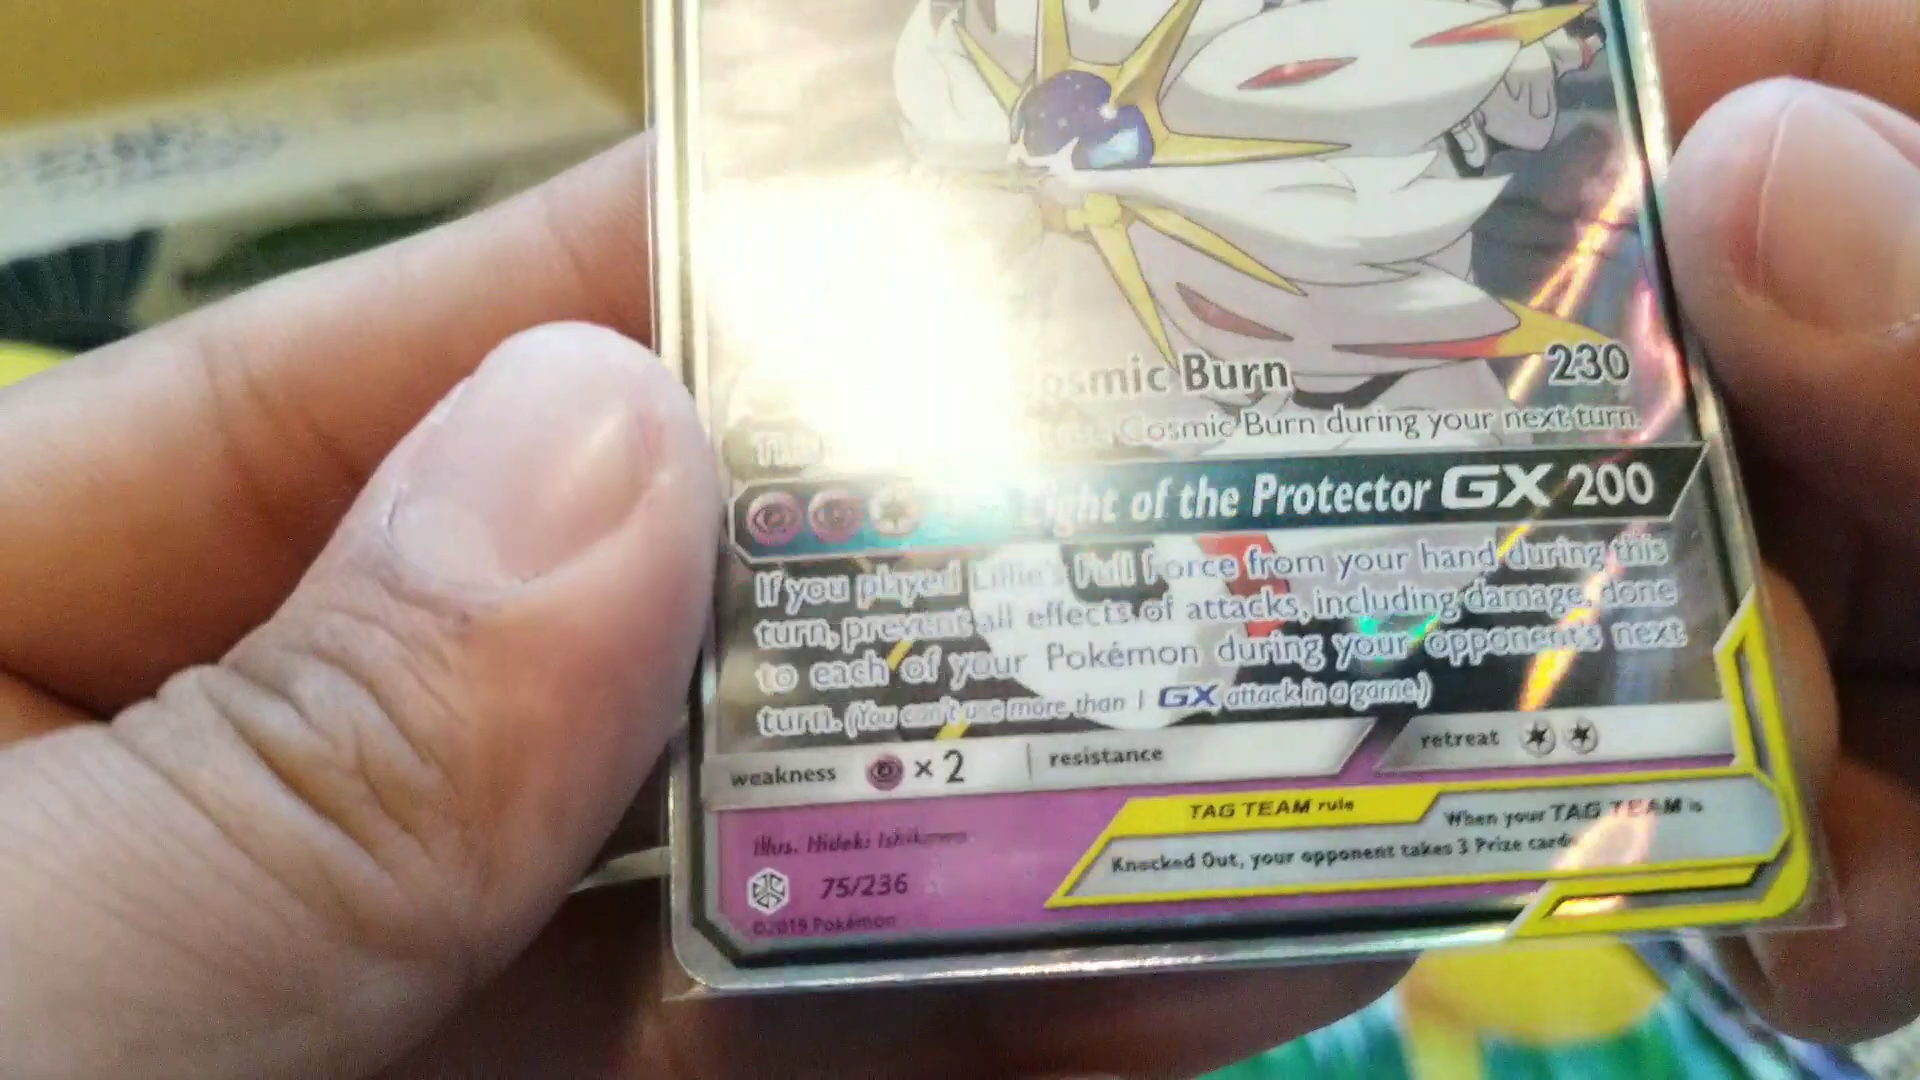 osmic Burn 230
Cosmic Burn during your next turn.
Light of the Protector GX 200
If you played Lillie's Full Force from your hand during this
turn, prevent all effects of attacks, including damage, done
to each of your Pokémon during your opponent's next
turn. (You can't use more than 1 GX attack in a game.)
weakness ×2 resistance retreat
TAG TEAM rule When your TAG TEAM is
Knocked Out, your opponent takes 3 Prize cards.
Illus. Hideki Ishikawa
75/236
©2019 Pokémon